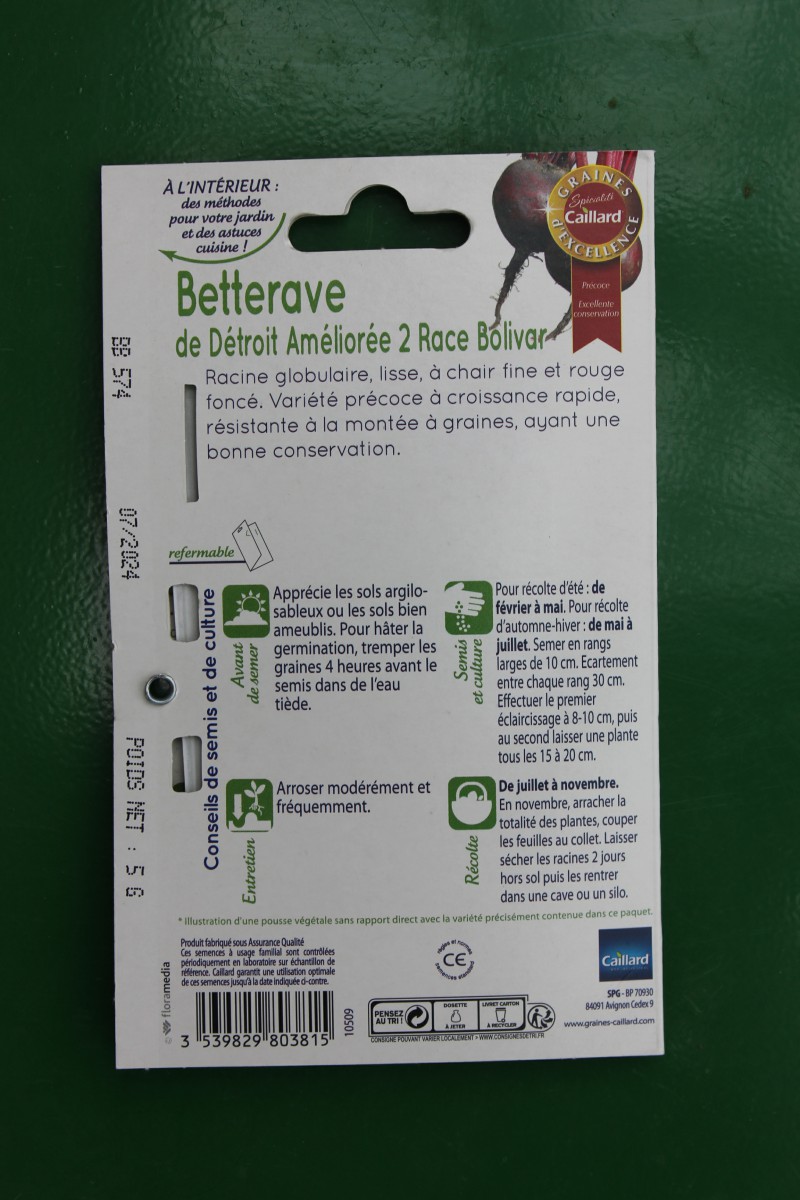 À L'INTÉRIEUR :
des méthodes
pour votre jardin
et des astuces
cuisine !
GRAINES
Spécialité
Caillard
d'EXCELLENCE
Précoce
Excellente
conservation
Betterave
de Détroit Améliorée 2 Race Bolivar
Racine globulaire, lisse, à chair fine et rouge
foncé. Variété précoce à croissance rapide,
résistante à la montée à graines, ayant une
bonne conservation.
BB 574
07/2024
POIDS NET : 5 G
refermable
Conseils de semis et de culture
Avant
de semer
Apprécie les sols argilo-
sableux ou les sols bien
ameublis. Pour hâter la
germination, tremper les
graines 4 heures avant le
semis dans de l'eau
tiède.
Semis
et culture
Pour récolte d'été : de
février à mai. Pour récolte
d'automne-hiver : de mai à
juillet. Semer en rangs
larges de 10 cm. Ecartement
entre chaque rang 30 cm.
Effectuer le premier
éclaircissage à 8-10 cm, puis
au second laisser une plante
tous les 15 à 20 cm.
Entretien
Arroser modérément et
fréquemment.
Récolte
De juillet à novembre.
En novembre, arracher la
totalité des plantes, couper
les feuilles au collet. Laisser
sécher les racines 2 jours
hors sol puis les rentrer
dans une cave ou un silo.
* Illustration d'une pousse végétale sans rapport direct avec la variété précisément contenue dans ce paquet.
Produit fabriqué sous Assurance Qualité
Ces semences à usage familial sont contrôlées
périodiquement en laboratoire sur échantillon de
référence. Caillard garantit une utilisation optimale
de ces semences jusqu'à la date indiquée ci-contre.
© floramedia
3 539829 803815
10509
règles et normes
CE
semences standard
PENSEZ
AU TRI !
DOSETTE
À JETER
LIVRET CARTON
À RECYCLER
CONSIGNE POUVANT VARIER LOCALEMENT > WWW.CONSIGNESDETRI.FR
Caillard
SPG - BP 70930
84091 Avignon Cedex 9
www.graines-caillard.com